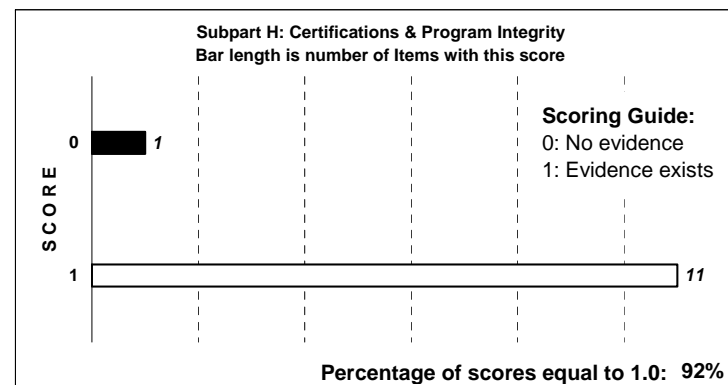 Subpart H: Certifications & Program Integrity
Bar length is number of Items with this score
Scoring Guide:
0: No evidence
1: Evidence exists
SCORE
0 1
1 11
Percentage of scores equal to 1.0: 92%